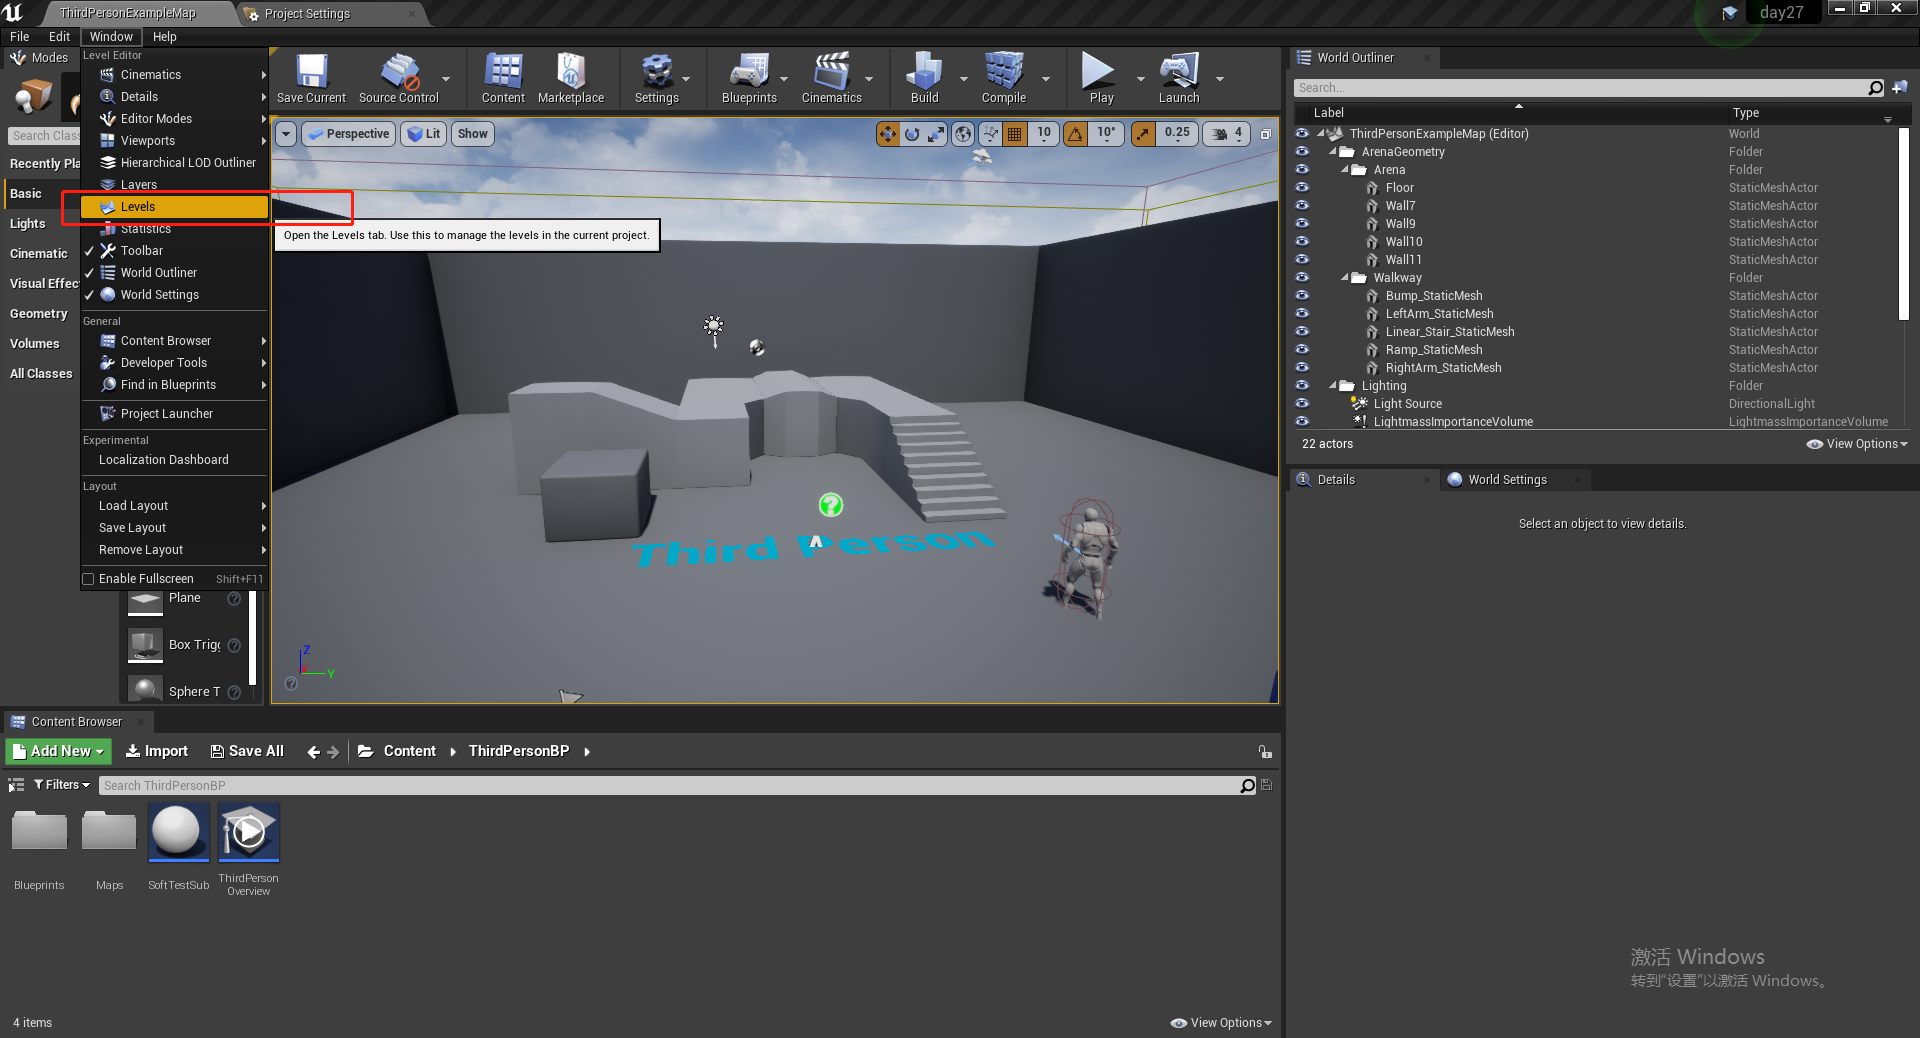 ThirdPersonExampleMap
Project Settings
day27
File Edit Window Help
Modes
Search Clas
Recently Pla
Basic
Lights
Cinematic
Visual Effec
Geometry
Volumes
All Classes
Level Editor
Cinematics
Details
Editor Modes
Viewports
Hierarchical LOD Outliner
Layers
Levels
Statistics
Toolbar
World Outliner
World Settings
General
Content Browser
Developer Tools
Find in Blueprints
Project Launcher
Experimental
Localization Dashboard
Layout
Load Layout
Save Layout
Remove Layout
Enable Fullscreen Shift+F11
Plane
Box Trigg
Sphere T
Save Current
Source Control
Content
Marketplace
Settings
Blueprints
Cinematics
Build
Compile
Play
Launch
Perspective
Lit
Show
10
10°
0.25
4
Open the Levels tab. Use this to manage the levels in the current project.
Third Person
Z
Y
World Outliner
Search...
Label Type
ThirdPersonExampleMap (Editor) World
ArenaGeometry Folder
Arena Folder
Floor StaticMeshActor
Wall7 StaticMeshActor
Wall9 StaticMeshActor
Wall10 StaticMeshActor
Wall11 StaticMeshActor
Walkway Folder
Bump_StaticMesh StaticMeshActor
LeftArm_StaticMesh StaticMeshActor
Linear_Stair_StaticMesh StaticMeshActor
Ramp_StaticMesh StaticMeshActor
RightArm_StaticMesh StaticMeshActor
Lighting Folder
Light Source DirectionalLight
LightmassImportanceVolume LightmassImportanceVolume
22 actors
View Options
Details
World Settings
Select an object to view details.
Content Browser
Add New
Import
Save All
Content
ThirdPersonBP
Filters
Search ThirdPersonBP
Blueprints
Maps
SoftTestSub
ThirdPerson
Overview
4 items
View Options
激活 Windows
转到"设置"以激活 Windows。